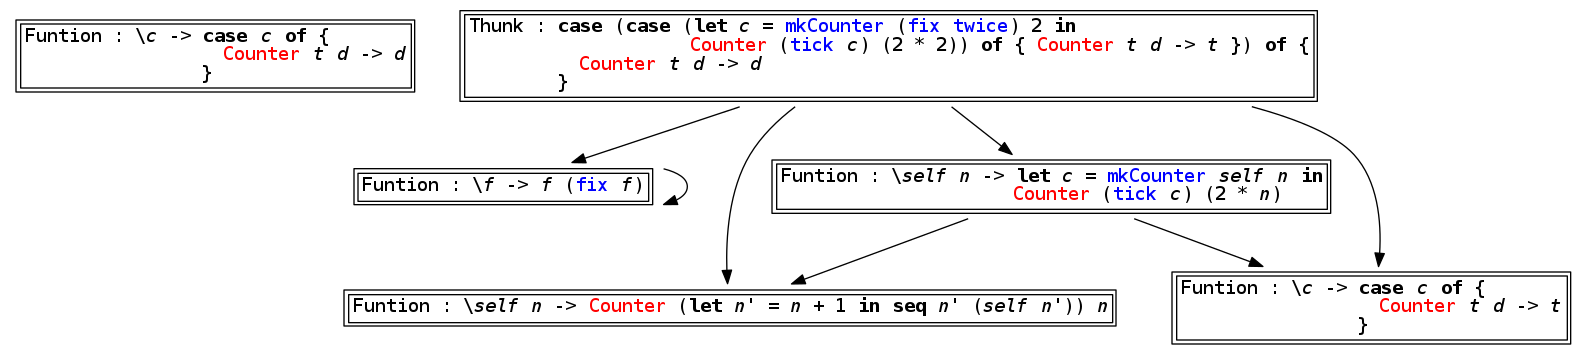 Funtion : \c -> case c of {
Counter t d -> d
}
Thunk : case (case (let c = mkCounter (fix twice) 2 in
Counter (tick c) (2 * 2)) of { Counter t d -> t }) of {
Counter t d -> d
}
Funtion : \f -> f (fix f)
Funtion : \self n -> let c = mkCounter self n in
Counter (tick c) (2 * n)
Funtion : \self n -> Counter (let n' = n + 1 in seq n' (self n')) n
Funtion : \c -> case c of {
Counter t d -> t
}